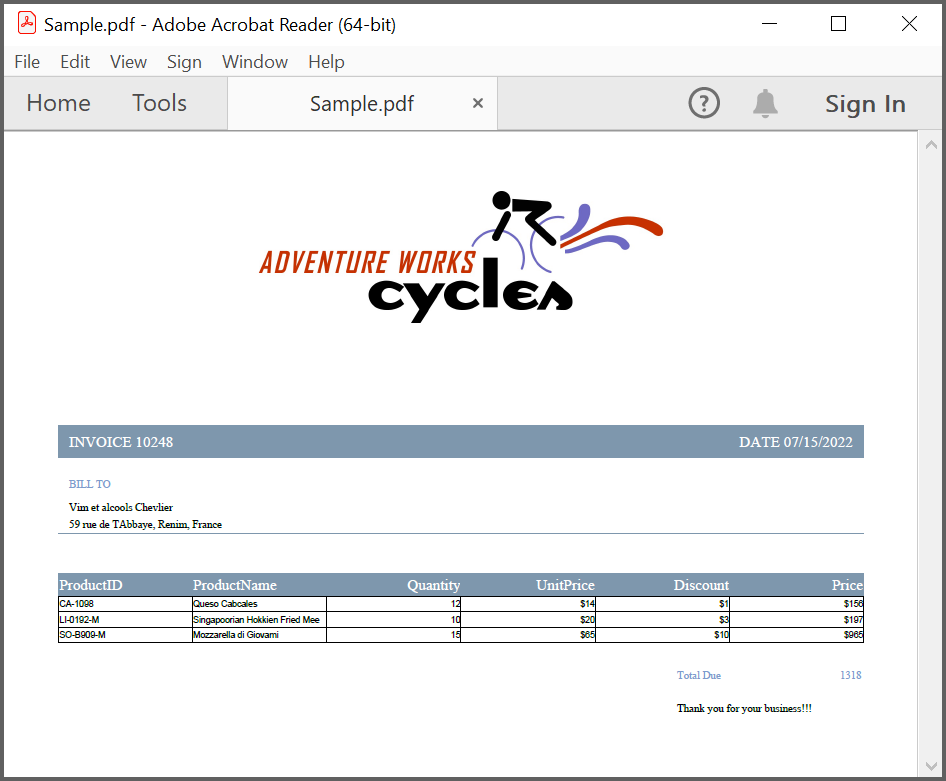 Sample.pdf - Adobe Acrobat Reader (64-bit)
File Edit View Sign Window Help
Home Tools Sample.pdf × ? Sign In
ADVENTURE WORKS
cycles
INVOICE 10248 DATE 07/15/2022
BILL TO
Vim et alcools Chevlier
59 rue de TAbbaye, Renim, France
ProductID ProductName Quantity UnitPrice Discount Price
CA-1098 Queso Cabcales 12 $14 $1 $156
LI-0192-M Singapoorian Hokkien Fried Mee 10 $20 $3 $197
SO-B909-M Mozzarella di Giovami 15 $65 $10 $965
Total Due 1318
Thank you for your business!!!